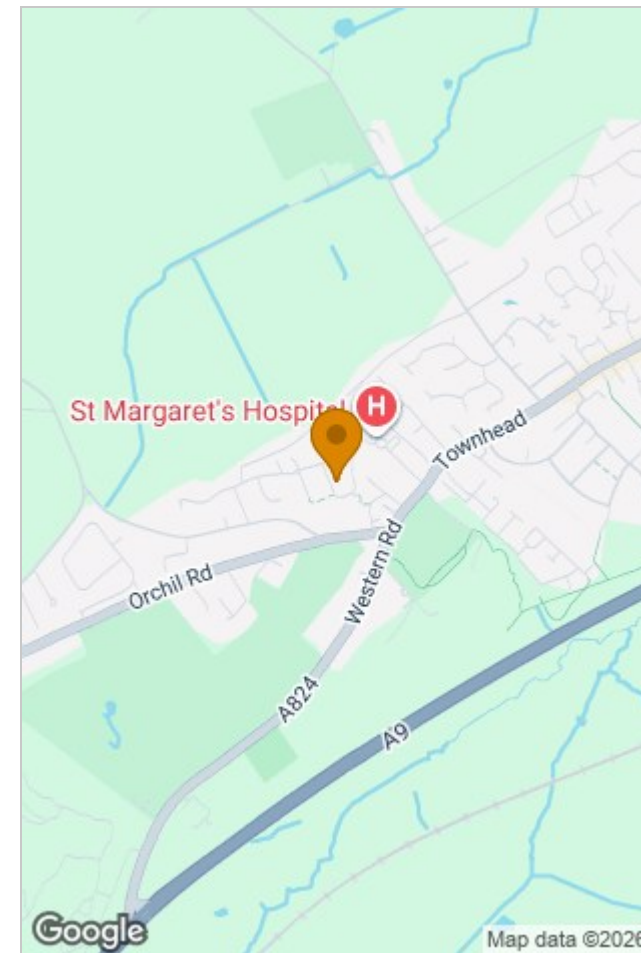 St Margaret's Hospital
H
Townhead
Orchil Rd
Western Rd
A824
A9
Google
Map data ©2026